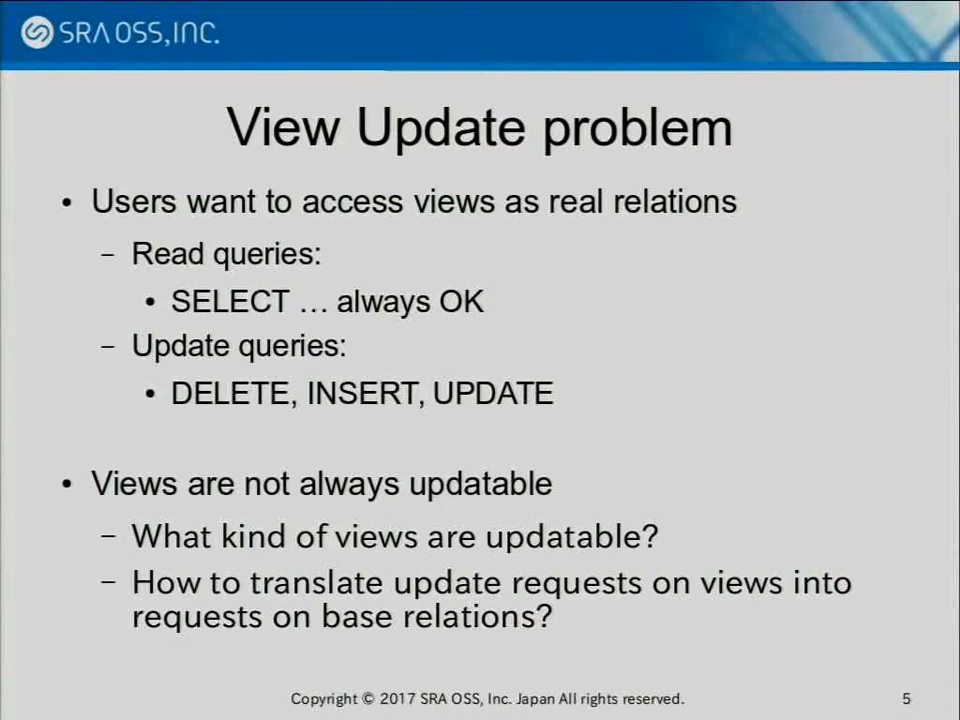 SRA OSS, INC.
View Update problem
• Users want to access views as real relations
– Read queries:
• SELECT … always OK
– Update queries:
• DELETE, INSERT, UPDATE
• Views are not always updatable
– What kind of views are updatable?
– How to translate update requests on views into
requests on base relations?
Copyright © 2017 SRA OSS, Inc. Japan All rights reserved.
5